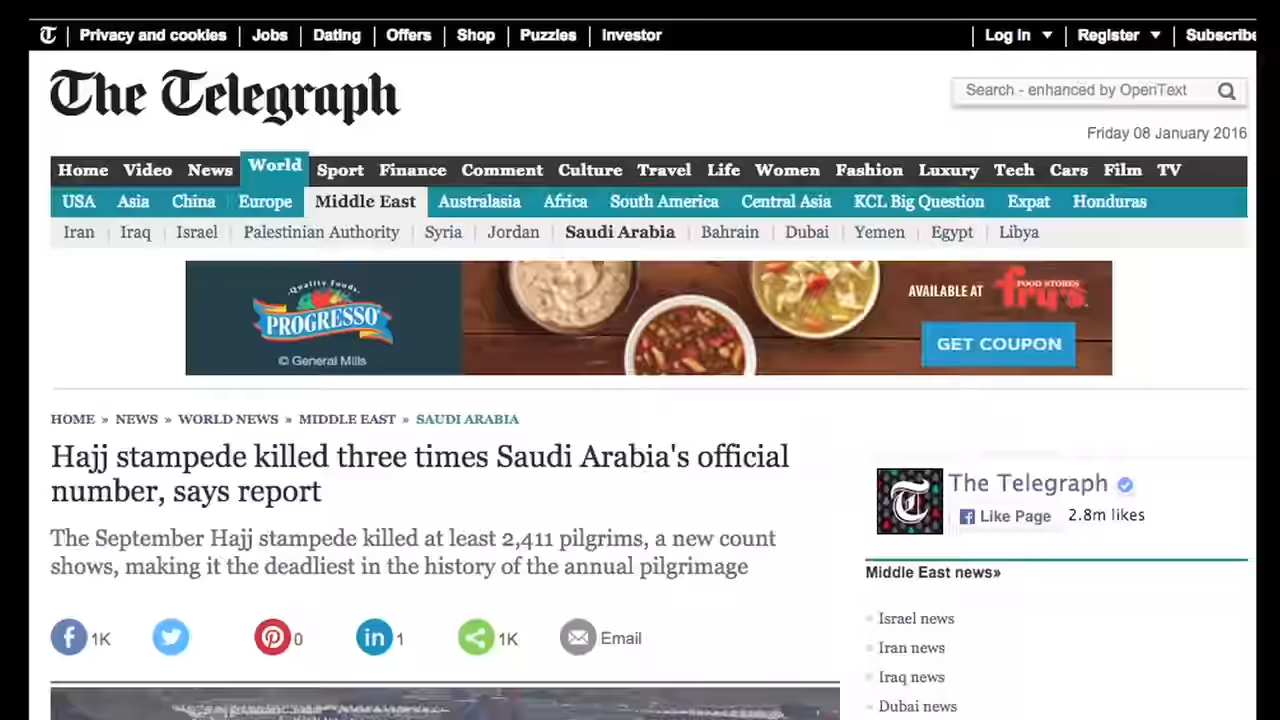 Privacy and cookies Jobs Dating Offers Shop Puzzles Investor Log in Register Subscribe
The Telegraph
Search - enhanced by OpenText
Friday 08 January 2016
Home Video News World Sport Finance Comment Culture Travel Life Women Fashion Luxury Tech Cars Film TV
USA Asia China Europe Middle East Australasia Africa South America Central Asia KCL Big Question Expat Honduras
Iran Iraq Israel Palestinian Authority Syria Jordan Saudi Arabia Bahrain Dubai Yemen Egypt Libya
Quality Foods
PROGRESSO
© General Mills
AVAILABLE AT fry's FOOD STORES
GET COUPON
HOME » NEWS » WORLD NEWS » MIDDLE EAST » SAUDI ARABIA
Hajj stampede killed three times Saudi Arabia's official
number, says report
The September Hajj stampede killed at least 2,411 pilgrims, a new count
shows, making it the deadliest in the history of the annual pilgrimage
1K 0 1 1K Email
The Telegraph
Like Page 2.8m likes
Middle East news»
Israel news
Iran news
Iraq news
Dubai news